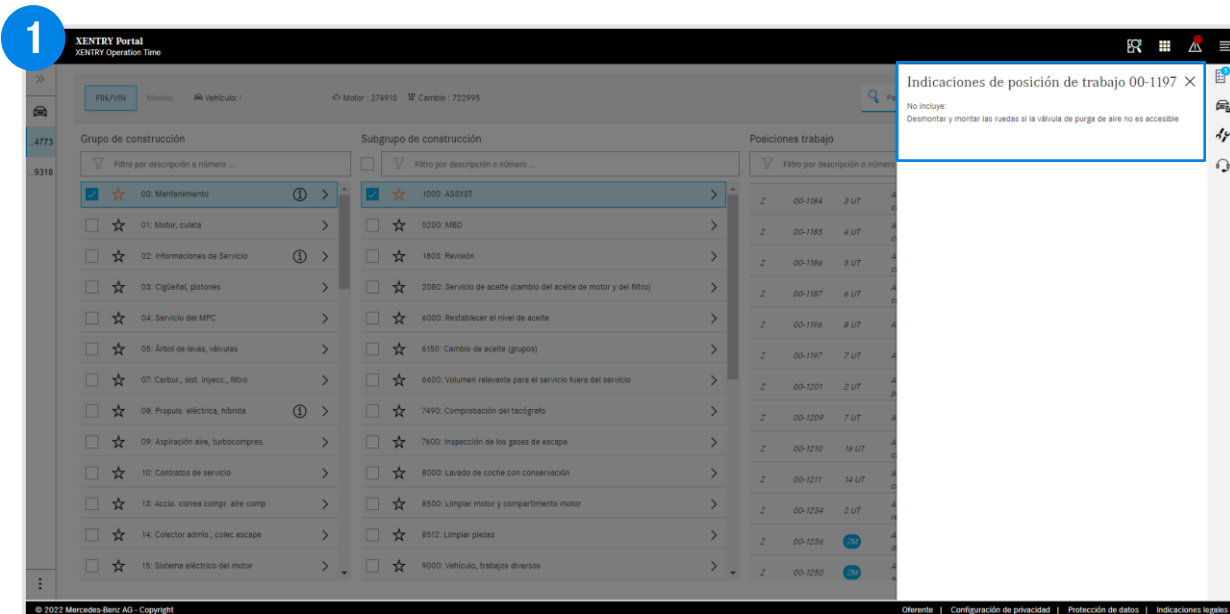 1
XENTRY Portal
XENTRY Operation Time
FIN/VIN Modelo Vehículo: Motor : 274910 Cambio : 722995
Indicaciones de posición de trabajo 00-1197
No incluye:
Desmontar y montar las ruedas si la válvula de purga de aire no es accesible
...4773
...9318
Grupo de construcción
Filtro por descripción o número ...
00: Mantenimiento
01: Motor, culata
02: Informaciones de Servicio
03: Cigüeñal, pistones
04: Servicio del MPC
05: Árbol de levas, válvulas
07: Carbur., sist. inyecc., filtro
08: Propuls. eléctrica, híbrida
09: Aspiración aire, turbocompres.
10: Contratos de servicio
13: Accio. correa compr. aire comp
14: Colector admis., colec.escape
15: Sistema eléctrico del motor
Subgrupo de construcción
Filtro por descripción o número ...
1000: ASSYST
0200: MBD
1803: Revisión
2080: Servicio de aceite (cambio del aceite de motor y del filtro)
6000: Restablecer el nivel de aceite
6150: Cambio de aceite (grupos)
6600: Volumen relevante para el servicio fuera del servicio
7490: Comprobación del tacógrafo
7600: Inspección de los gases de escape
8000: Lavado de coche con conservación
8500: Limpiar motor y compartimento motor
8512: Limpiar piezas
9000: Vehículo, trabajos diversos
Posiciones trabajo
Filtro por descripción o número
Z 00-1184 3 UT
Z 00-1185 4 UT
Z 00-1186 5 UT
Z 00-1187 6 UT
Z 00-1196 8 UT
Z 00-1197 7 UT
Z 00-1201 2 UT
Z 00-1209 7 UT
Z 00-1210 16 UT
Z 00-1211 14 UT
Z 00-1234 2 UT
Z 00-1236 ZM
Z 00-1250 ZM
© 2022 Mercedes-Benz AG - Copyright
Oferente | Configuración de privacidad | Protección de datos | Indicaciones legales